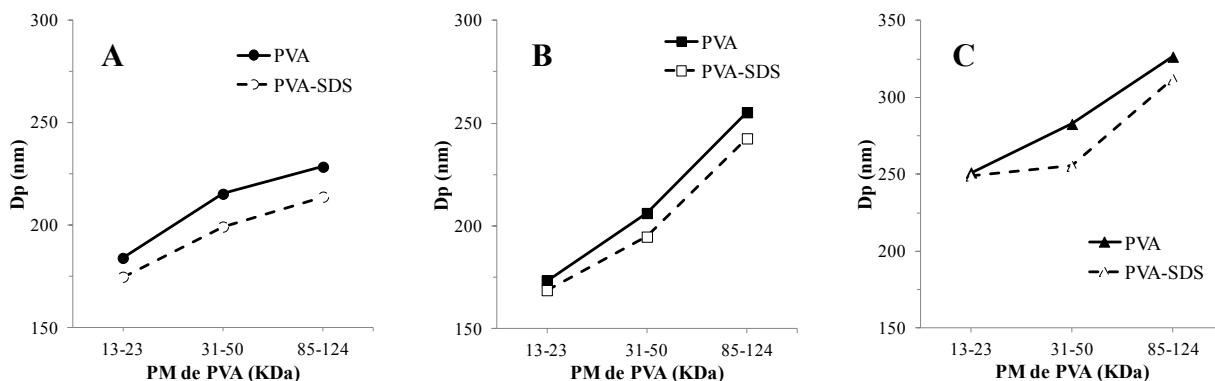 A
300
250
200
150
Dp (nm)
PVA
PVA-SDS
13-23 31-50 85-124
PM de PVA (KDa)
B
300
250
200
150
Dp (nm)
PVA
PVA-SDS
13-23 31-50 85-124
PM de PVA (KDa)
C
350
300
250
200
150
Dp (nm)
PVA
PVA-SDS
13-23 31-50 85-124
PM de PVA (KDa)